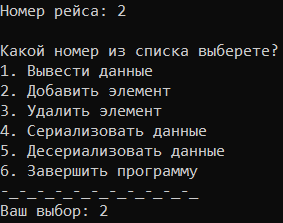 Номер рейса: 2
Какой номер из списка выберете?
1. Вывести данные
2. Добавить элемент
3. Удалить элемент
4. Сериализовать данные
5. Десериализовать данные
6. Завершить программу
-_-_-_-_-_-_-_-_-_-_-_
Ваш выбор: 2